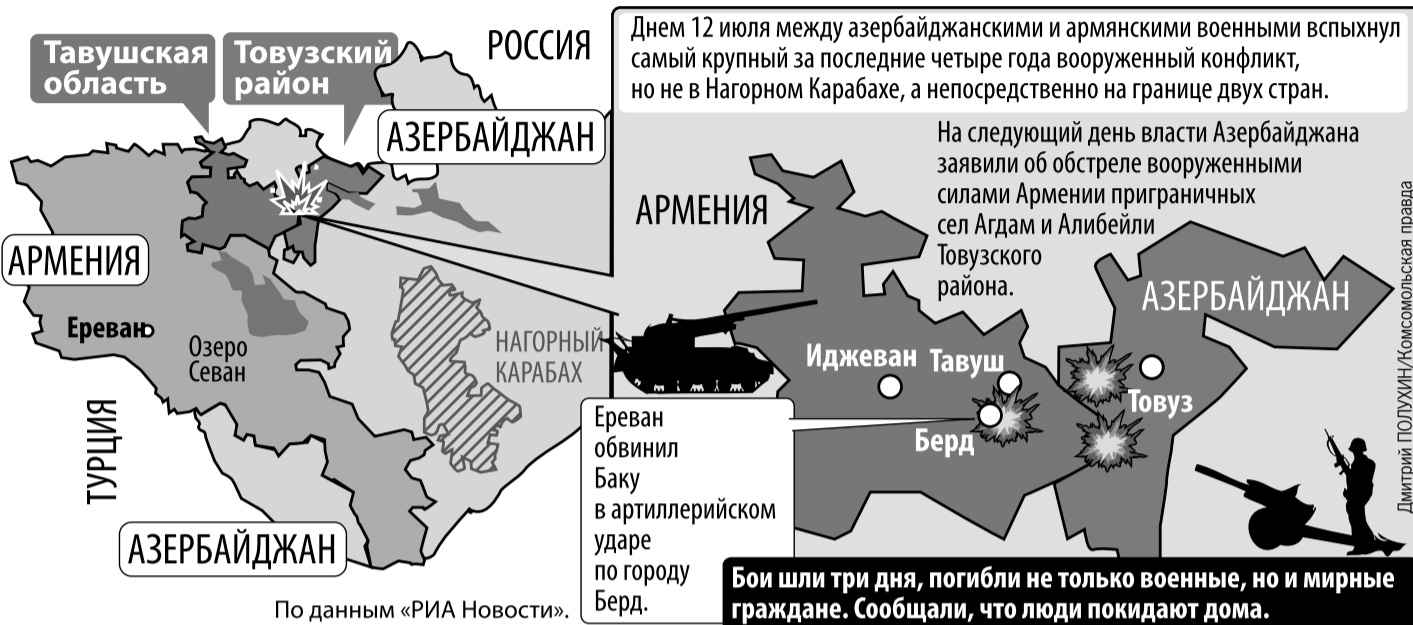 Тавушская
область
Товузский
район
РОССИЯ
АЗЕРБАЙДЖАН
АРМЕНИЯ
Ереван
Озеро
Севан
НАГОРНЫЙ
КАРАБАХ
ТУРЦИЯ
АЗЕРБАЙДЖАН
По данным «РИА Новости».
Днем 12 июля между азербайджанскими и армянскими военными вспыхнул
самый крупный за последние четыре года вооруженный конфликт,
но не в Нагорном Карабахе, а непосредственно на границе двух стран.
На следующий день власти Азербайджана
заявили об обстреле вооруженными
силами Армении приграничных
сел Агдам и Алибейли
Товузского
района.
АРМЕНИЯ
АЗЕРБАЙДЖАН
Иджеван
Тавуш
Товуз
Берд
Ереван
обвинил
Баку
в артиллерийском
ударе
по городу
Берд.
Бои шли три дня, погибли не только военные, но и мирные
граждане. Сообщали, что люди покидают дома.
Дмитрий ПОЛУХИН/Комсомольская правда